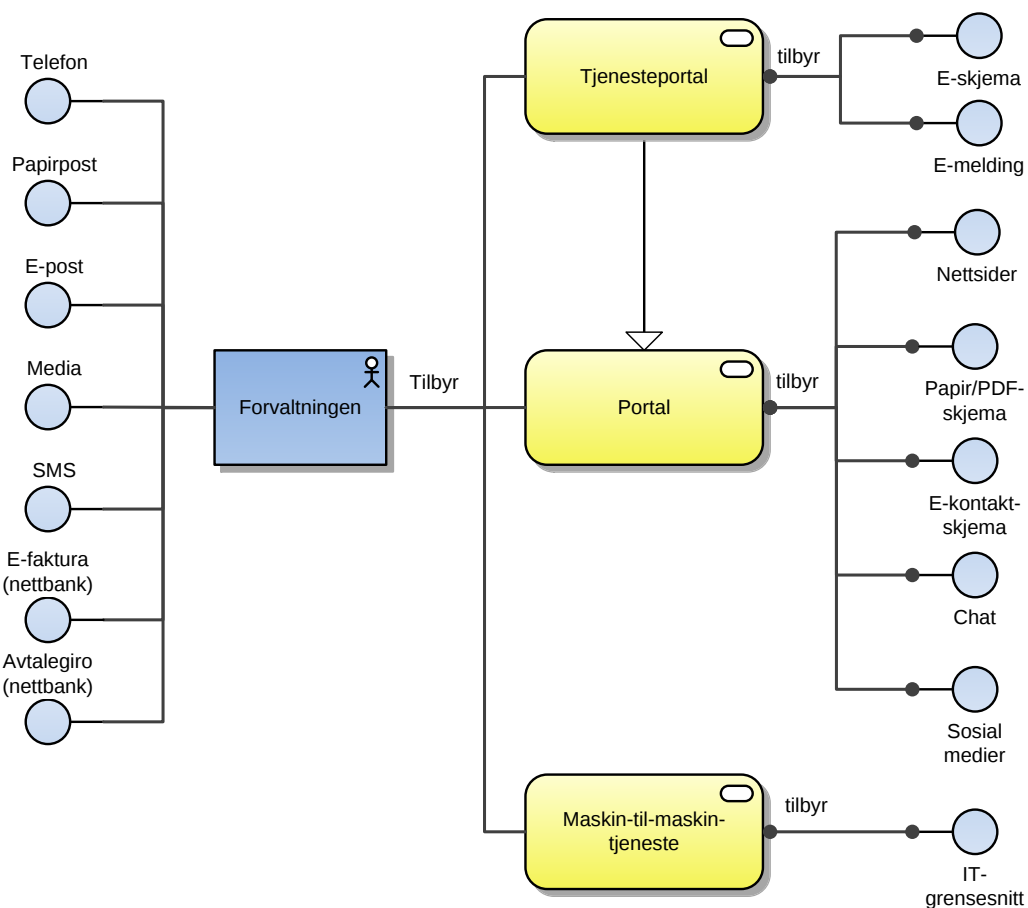 Telefon
Papirpost
E-post
Media
SMS
E-faktura
(nettbank)
Avtalegiro
(nettbank)
Forvaltningen
Tilbyr
Tjenesteportal
tilbyr
E-skjema
E-melding
Portal
tilbyr
Nettsider
Papir/PDF-
skjema
E-kontakt-
skjema
Chat
Sosial
medier
Maskin-til-maskin-
tjeneste
tilbyr
IT-
grensesnitt